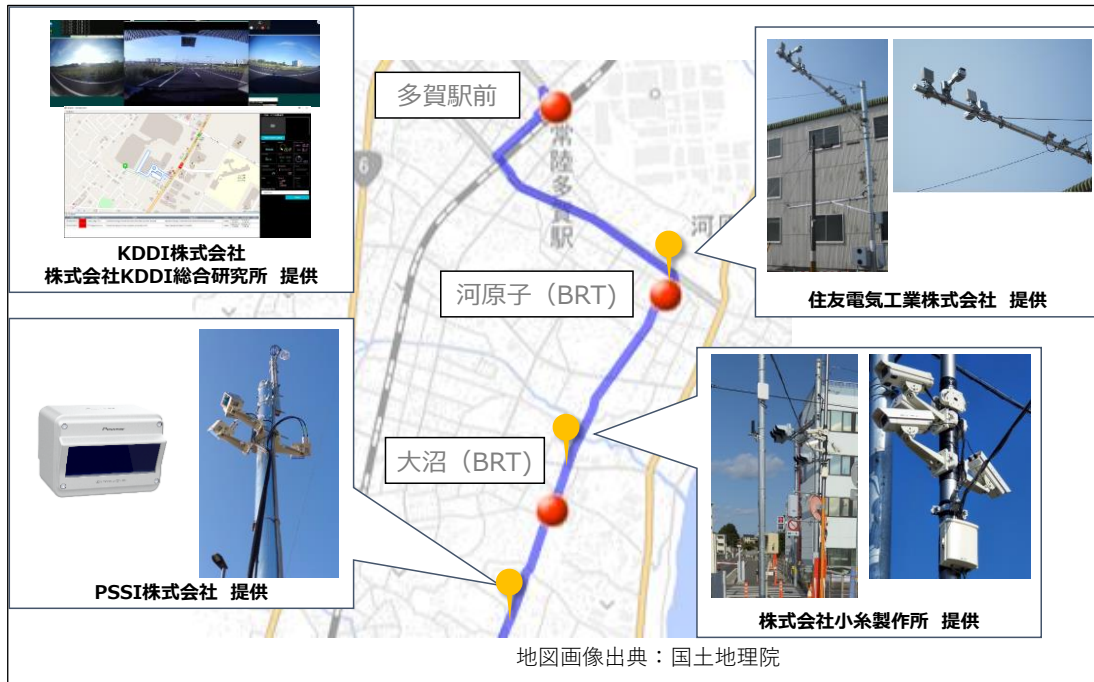 多賀駅前
6
常陸多賀駅
河原子（BRT）
大沼（BRT）
KDDI株式会社
株式会社KDDI総合研究所 提供
住友電気工業株式会社 提供
Pioneer
PSSI株式会社 提供
株式会社小糸製作所 提供
地図画像出典：国土地理院